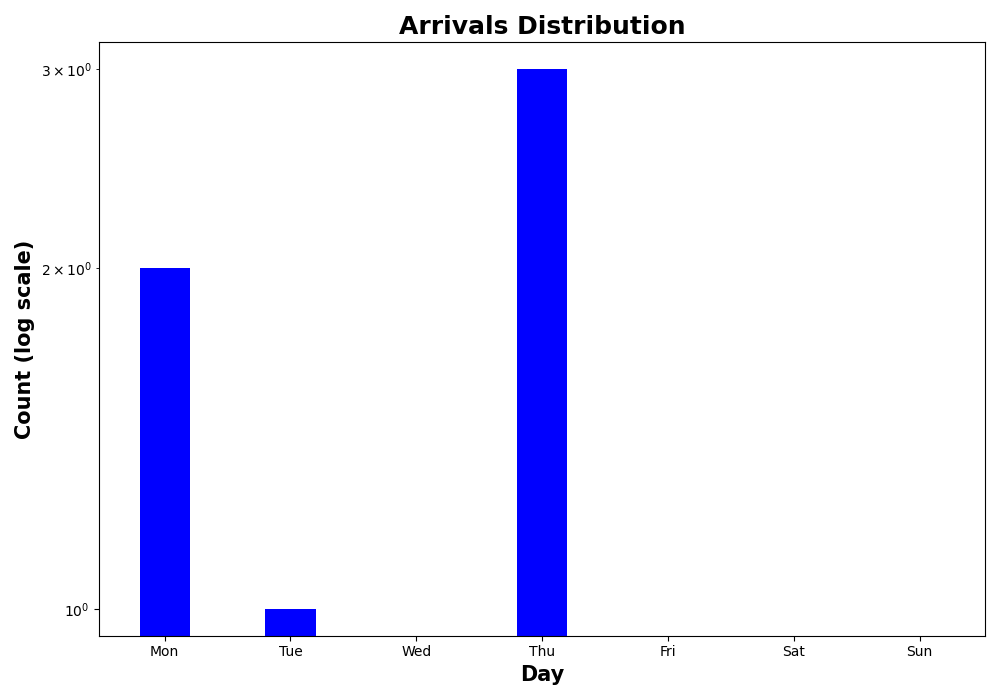 Arrivals Distribution
3 × 10⁰
2 × 10⁰
10⁰
Count (log scale)
Mon Tue Wed Thu Fri Sat Sun
Day